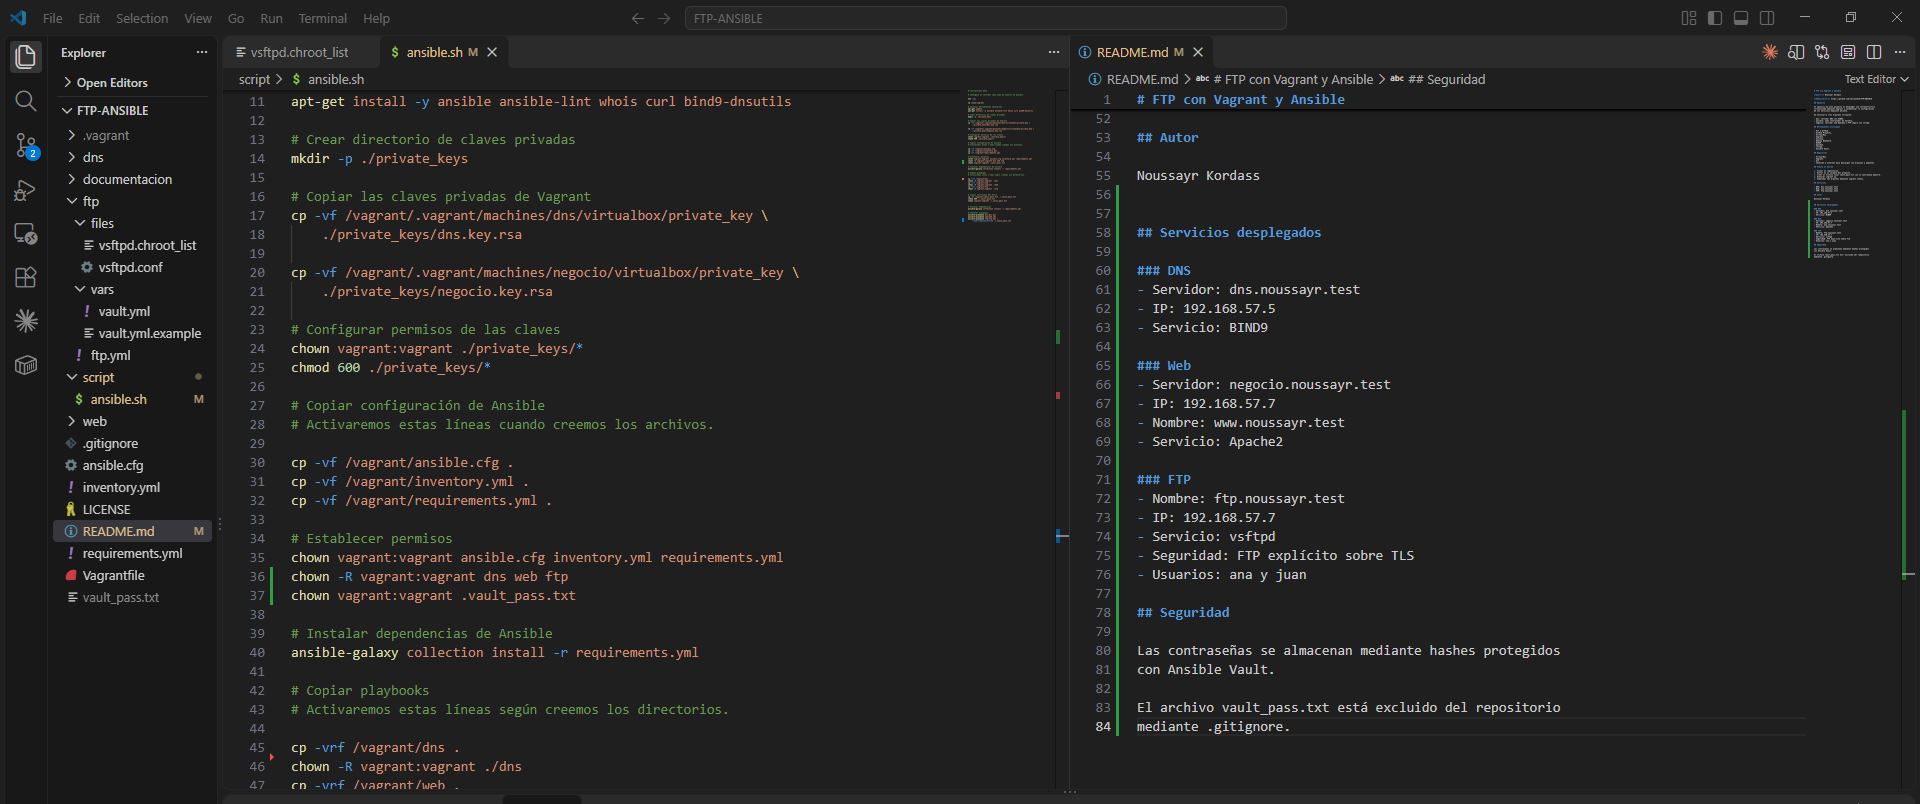 File Edit Selection View Go Run Terminal Help
FTP-ANSIBLE
Explorer
Open Editors
FTP-ANSIBLE
.vagrant
dns
documentacion
ftp
files
vsftpd.chroot_list
vsftpd.conf
vars
vault.yml
vault.yml.example
ftp.yml
script
ansible.sh M
web
.gitignore
ansible.cfg
inventory.yml
LICENSE
README.md M
requirements.yml
Vagrantfile
vault_pass.txt
2
vsftpd.chroot_list
ansible.sh M
script > ansible.sh
11 apt-get install -y ansible ansible-lint whois curl bind9-dnsutils
12
13 # Crear directorio de claves privadas
14 mkdir -p ./private_keys
15
16 # Copiar las claves privadas de Vagrant
17 cp -vf /vagrant/.vagrant/machines/dns/virtualbox/private_key \
18 ./private_keys/dns.key.rsa
19
20 cp -vf /vagrant/.vagrant/machines/negocio/virtualbox/private_key \
21 ./private_keys/negocio.key.rsa
22
23 # Configurar permisos de las claves
24 chown vagrant:vagrant ./private_keys/*
25 chmod 600 ./private_keys/*
26
27 # Copiar configuración de Ansible
28 # Activaremos estas líneas cuando creemos los archivos.
29
30 cp -vf /vagrant/ansible.cfg .
31 cp -vf /vagrant/inventory.yml .
32 cp -vf /vagrant/requirements.yml .
33
34 # Establecer permisos
35 chown vagrant:vagrant ansible.cfg inventory.yml requirements.yml
36 chown -R vagrant:vagrant dns web ftp
37 chown vagrant:vagrant .vault_pass.txt
38
39 # Instalar dependencias de Ansible
40 ansible-galaxy collection install -r requirements.yml
41
42 # Copiar playbooks
43 # Activaremos estas líneas según creemos los directorios.
44
45 cp -vrf /vagrant/dns .
46 chown -R vagrant:vagrant ./dns
47 cp -vrf /vagrant/web .
README.md M
README.md > # FTP con Vagrant y Ansible > ## Seguridad
Text Editor
1 # FTP con Vagrant y Ansible
52
53 ## Autor
54
55 Noussayr Kordass
56
57
58 ## Servicios desplegados
59
60 ### DNS
61 - Servidor: dns.noussayr.test
62 - IP: 192.168.57.5
63 - Servicio: BIND9
64
65 ### Web
66 - Servidor: negocio.noussayr.test
67 - IP: 192.168.57.7
68 - Nombre: www.noussayr.test
69 - Servicio: Apache2
70
71 ### FTP
72 - Nombre: ftp.noussayr.test
73 - IP: 192.168.57.7
74 - Servicio: vsftpd
75 - Seguridad: FTP explícito sobre TLS
76 - Usuarios: ana y juan
77
78 ## Seguridad
79
80 Las contraseñas se almacenan mediante hashes protegidos
81 con Ansible Vault.
82
83 El archivo vault_pass.txt está excluido del repositorio
84 mediante .gitignore.